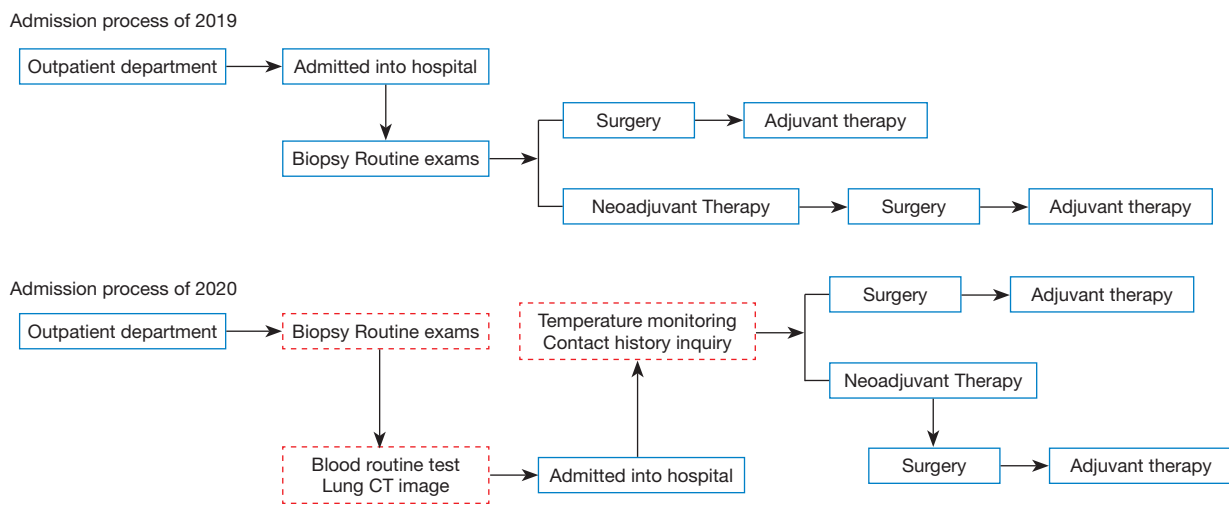 Admission process of 2019
Outpatient department
Admitted into hospital
Biopsy Routine exams
Surgery
Adjuvant therapy
Neoadjuvant Therapy
Surgery
Adjuvant therapy
Admission process of 2020
Outpatient department
Biopsy Routine exams
Blood routine test
Lung CT image
Admitted into hospital
Temperature monitoring
Contact history inquiry
Surgery
Adjuvant therapy
Neoadjuvant Therapy
Surgery
Adjuvant therapy